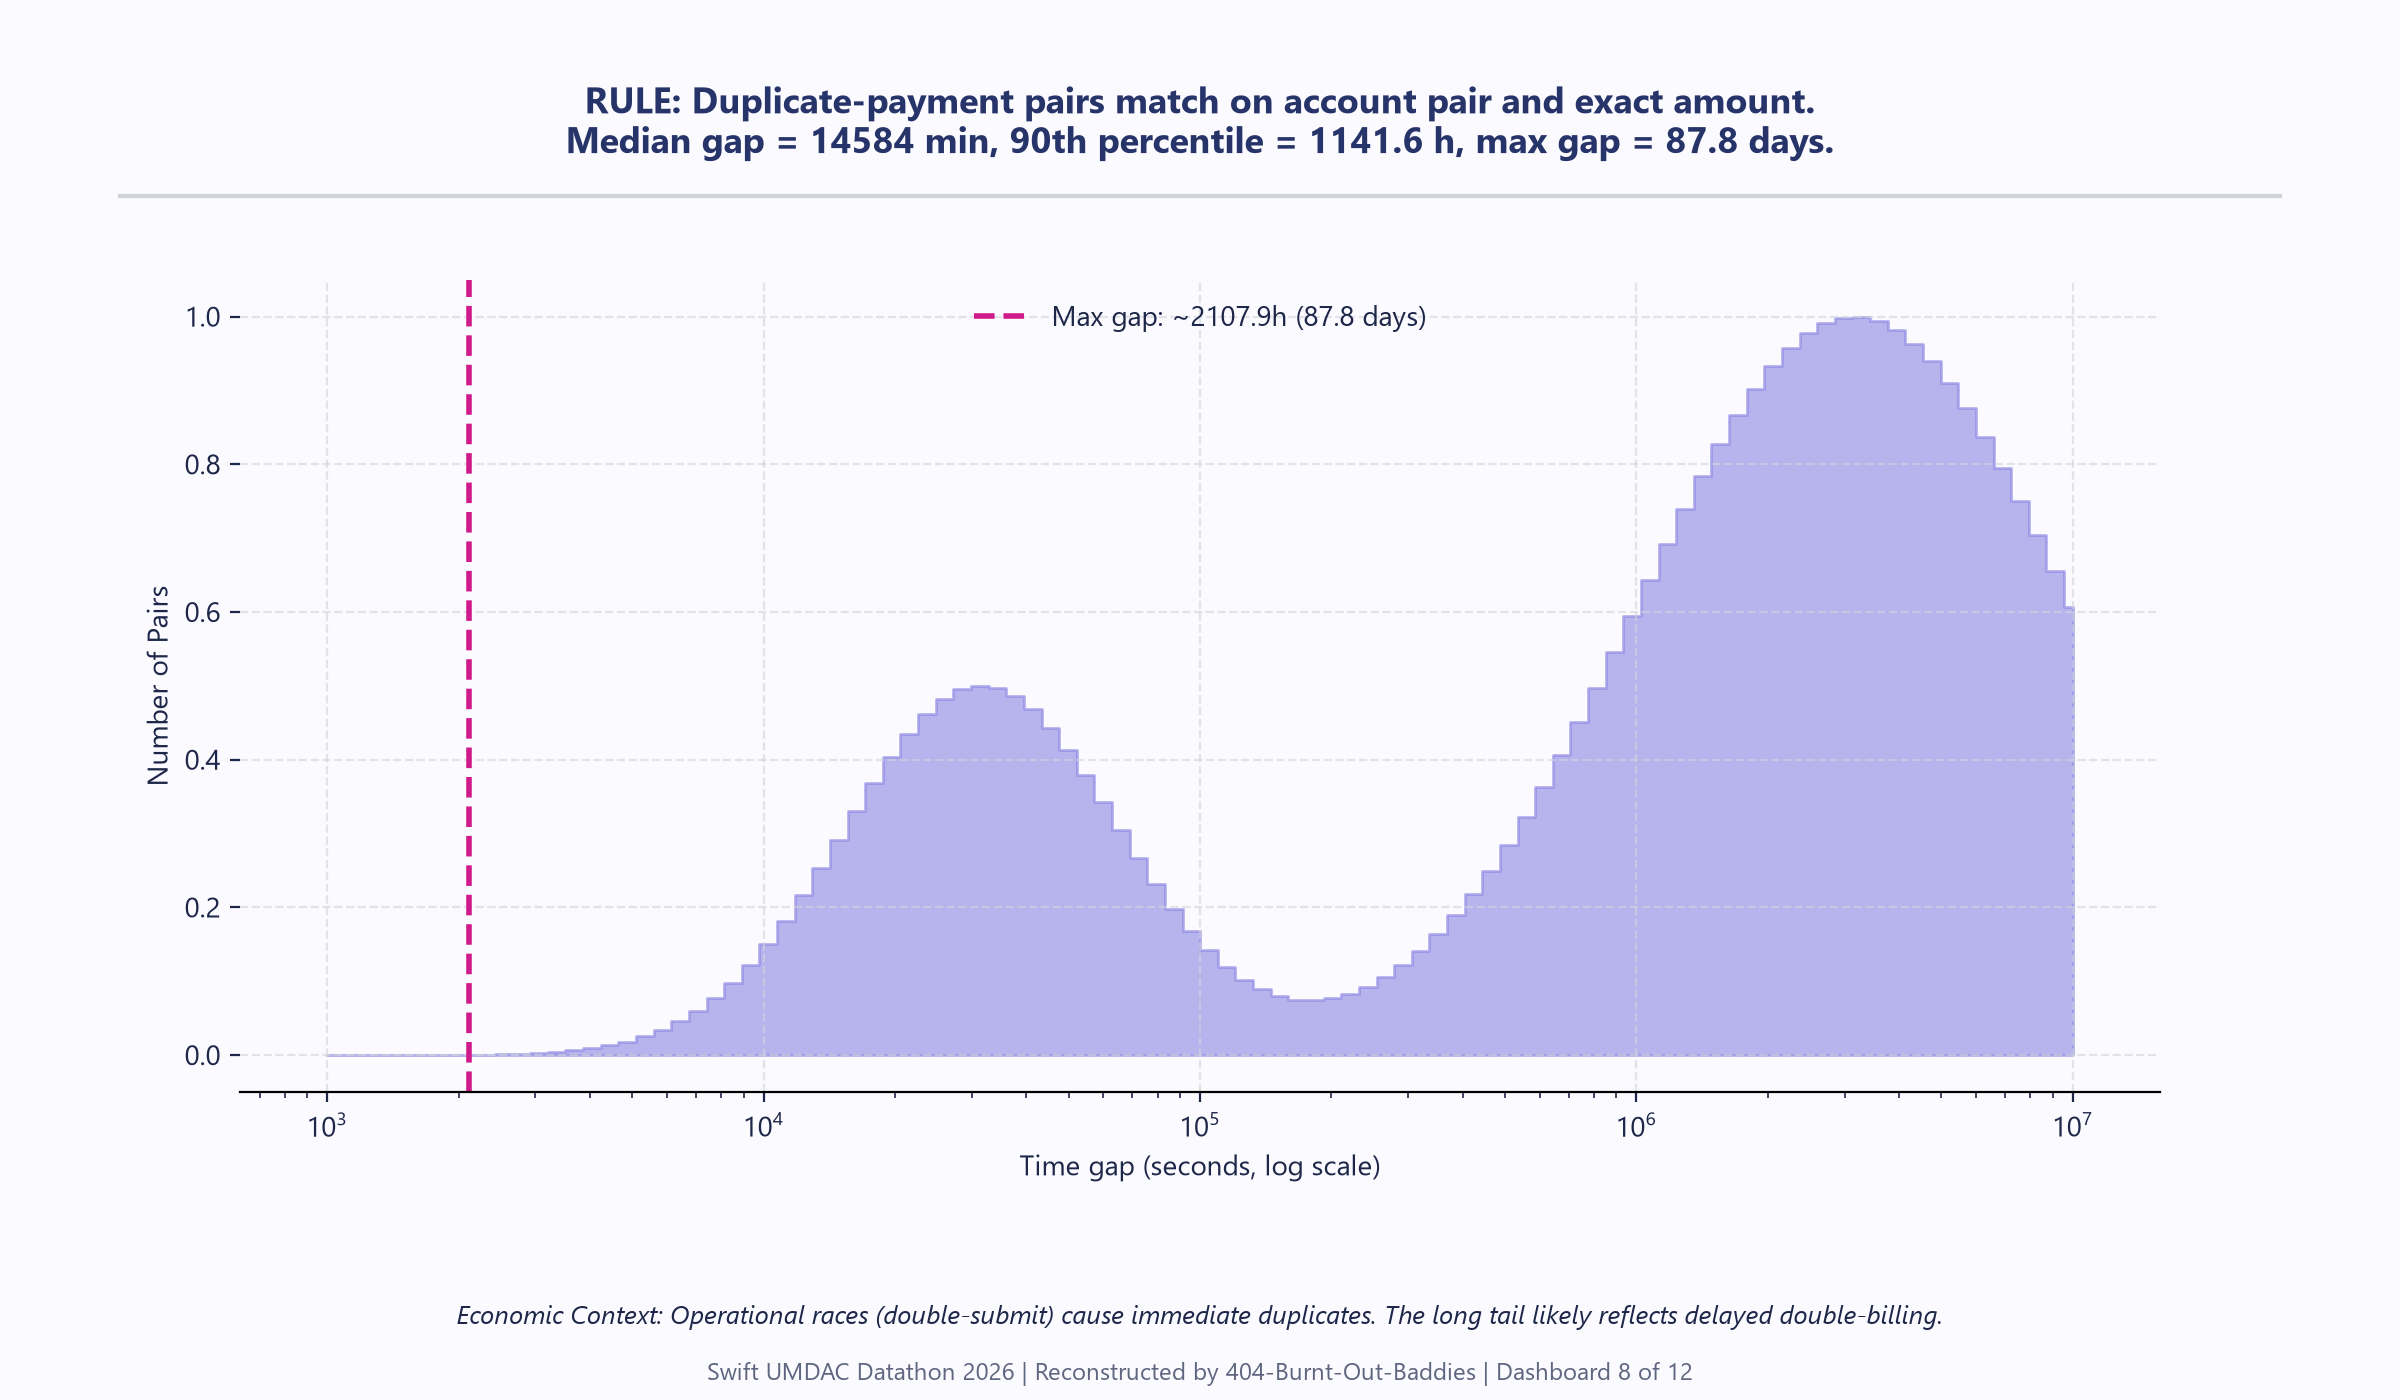 RULE: Duplicate-payment pairs match on account pair and exact amount.
Median gap = 14584 min, 90th percentile = 1141.6 h, max gap = 87.8 days.
Max gap: ~2107.9h (87.8 days)
Number of Pairs
1.0
0.8
0.6
0.4
0.2
0.0
10³ 10⁴ 10⁵ 10⁶ 10⁷
Time gap (seconds, log scale)
Economic Context: Operational races (double-submit) cause immediate duplicates. The long tail likely reflects delayed double-billing.
Swift UMDAC Datathon 2026 | Reconstructed by 404-Burnt-Out-Baddies | Dashboard 8 of 12